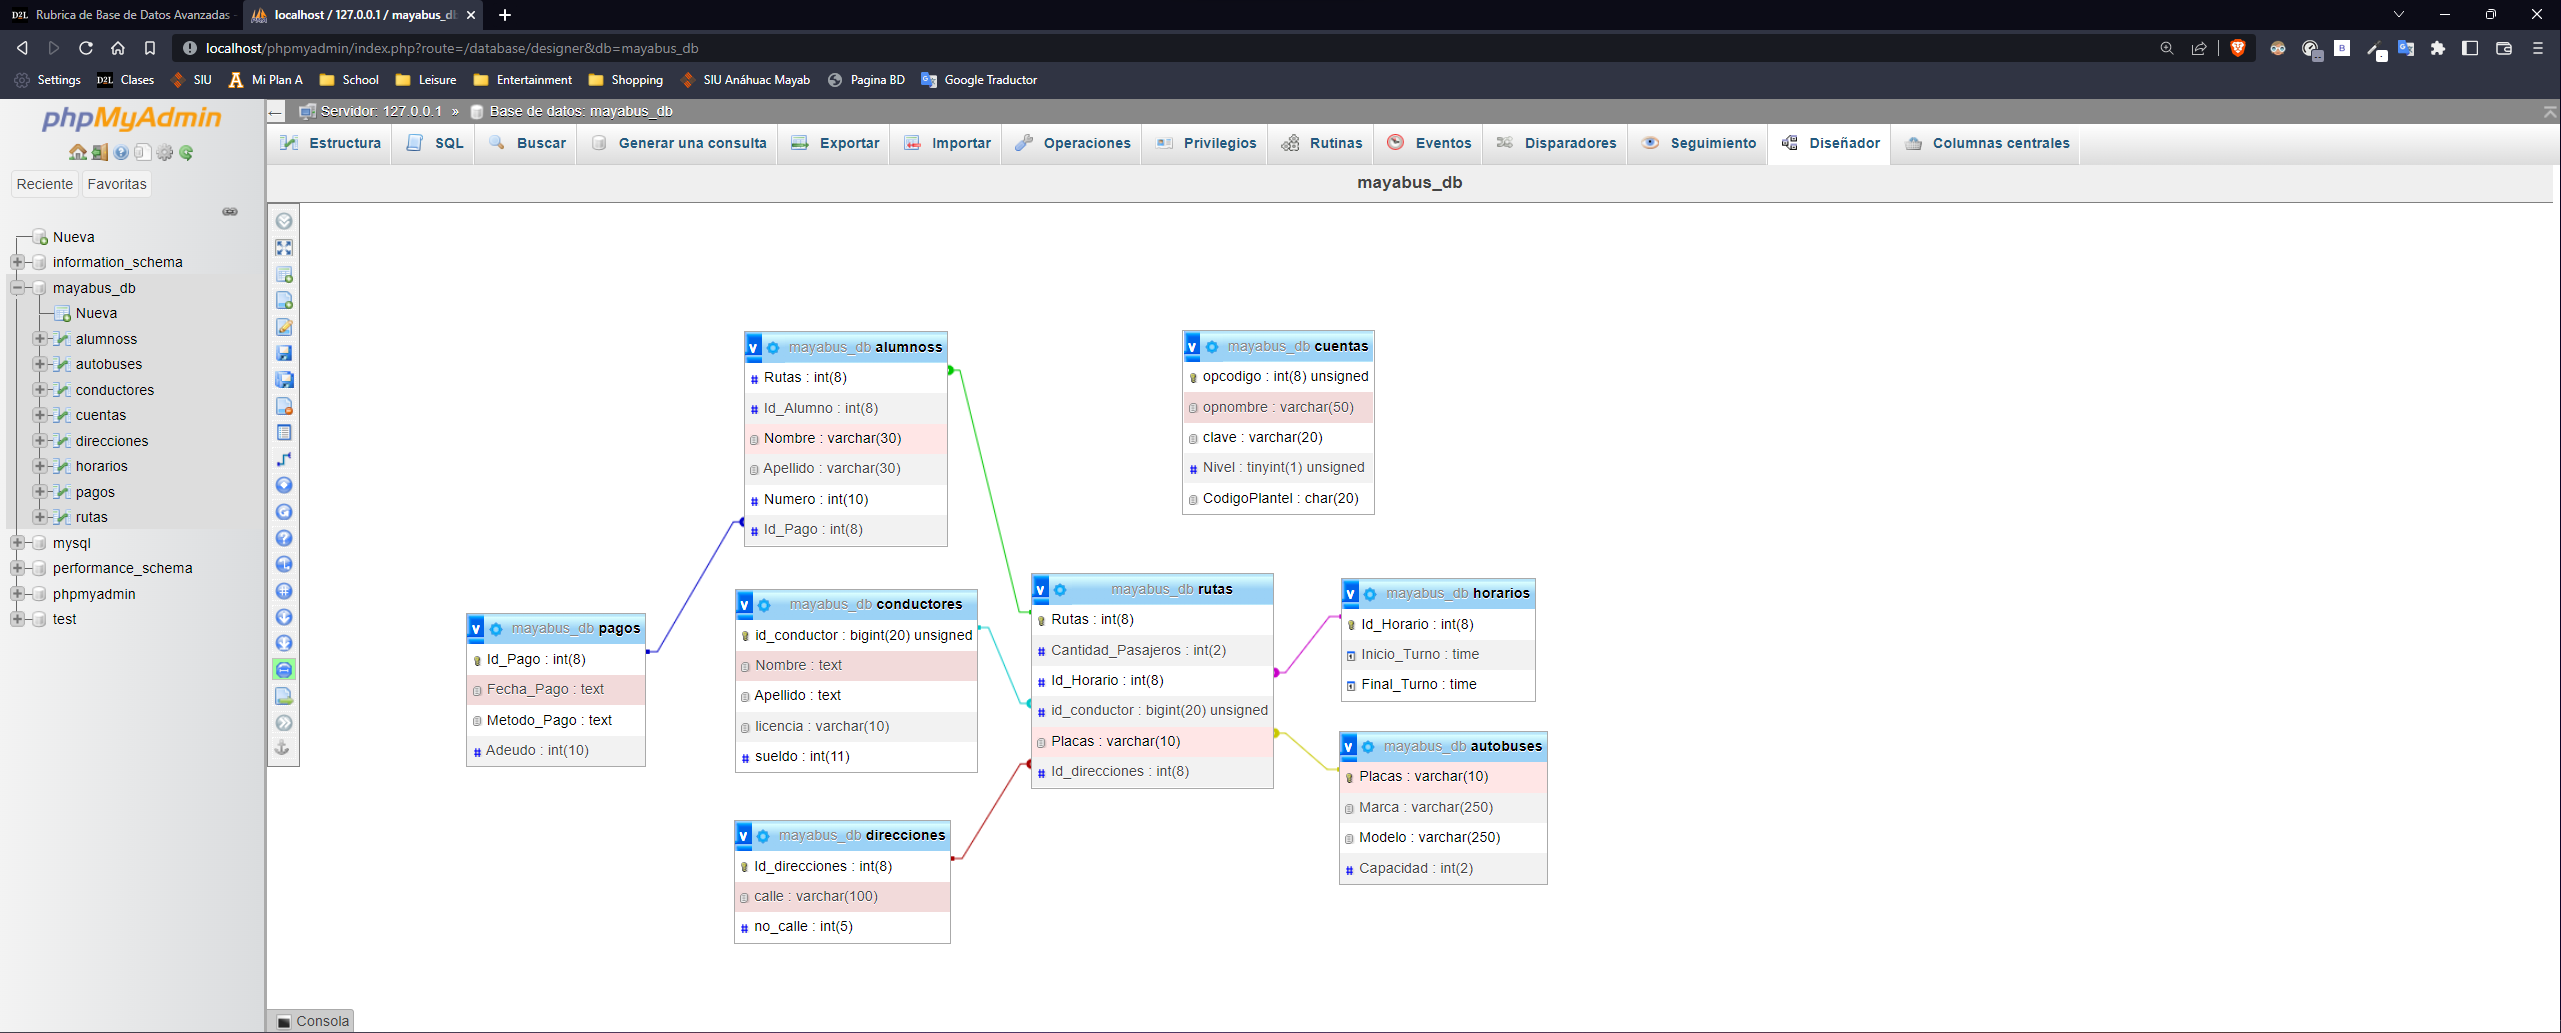 D2L Rubrica de Base de Datos Avanzadas -
localhost / 127.0.0.1 / mayabus_db
localhost/phpmyadmin/index.php?route=/database/designer&db=mayabus_db
Settings
D2L Clases
SIU
Mi Plan A
School
Leisure
Entertainment
Shopping
SIU Anáhuac Mayab
Pagina BD
Google Traductor
phpMyAdmin
Reciente
Favoritas
Nueva
information_schema
mayabus_db
Nueva
alumnoss
autobuses
conductores
cuentas
direcciones
horarios
pagos
rutas
mysql
performance_schema
phpmyadmin
test
Servidor: 127.0.0.1 » Base de datos: mayabus_db
Estructura
SQL
Buscar
Generar una consulta
Exportar
Importar
Operaciones
Privilegios
Rutinas
Eventos
Disparadores
Seguimiento
Diseñador
Columnas centrales
mayabus_db
v mayabus_db alumnoss
# Rutas : int(8)
# Id_Alumno : int(8)
Nombre : varchar(30)
Apellido : varchar(30)
# Numero : int(10)
# Id_Pago : int(8)
v mayabus_db cuentas
opcodigo : int(8) unsigned
opnombre : varchar(50)
clave : varchar(20)
# Nivel : tinyint(1) unsigned
CodigoPlantel : char(20)
v mayabus_db pagos
Id_Pago : int(8)
Fecha_Pago : text
Metodo_Pago : text
# Adeudo : int(10)
v mayabus_db conductores
id_conductor : bigint(20) unsigned
Nombre : text
Apellido : text
licencia : varchar(10)
# sueldo : int(11)
v mayabus_db rutas
Rutas : int(8)
# Cantidad_Pasajeros : int(2)
# Id_Horario : int(8)
# id_conductor : bigint(20) unsigned
Placas : varchar(10)
# Id_direcciones : int(8)
v mayabus_db horarios
Id_Horario : int(8)
Inicio_Turno : time
Final_Turno : time
v mayabus_db autobuses
Placas : varchar(10)
Marca : varchar(250)
Modelo : varchar(250)
# Capacidad : int(2)
v mayabus_db direcciones
Id_direcciones : int(8)
calle : varchar(100)
# no_calle : int(5)
Consola